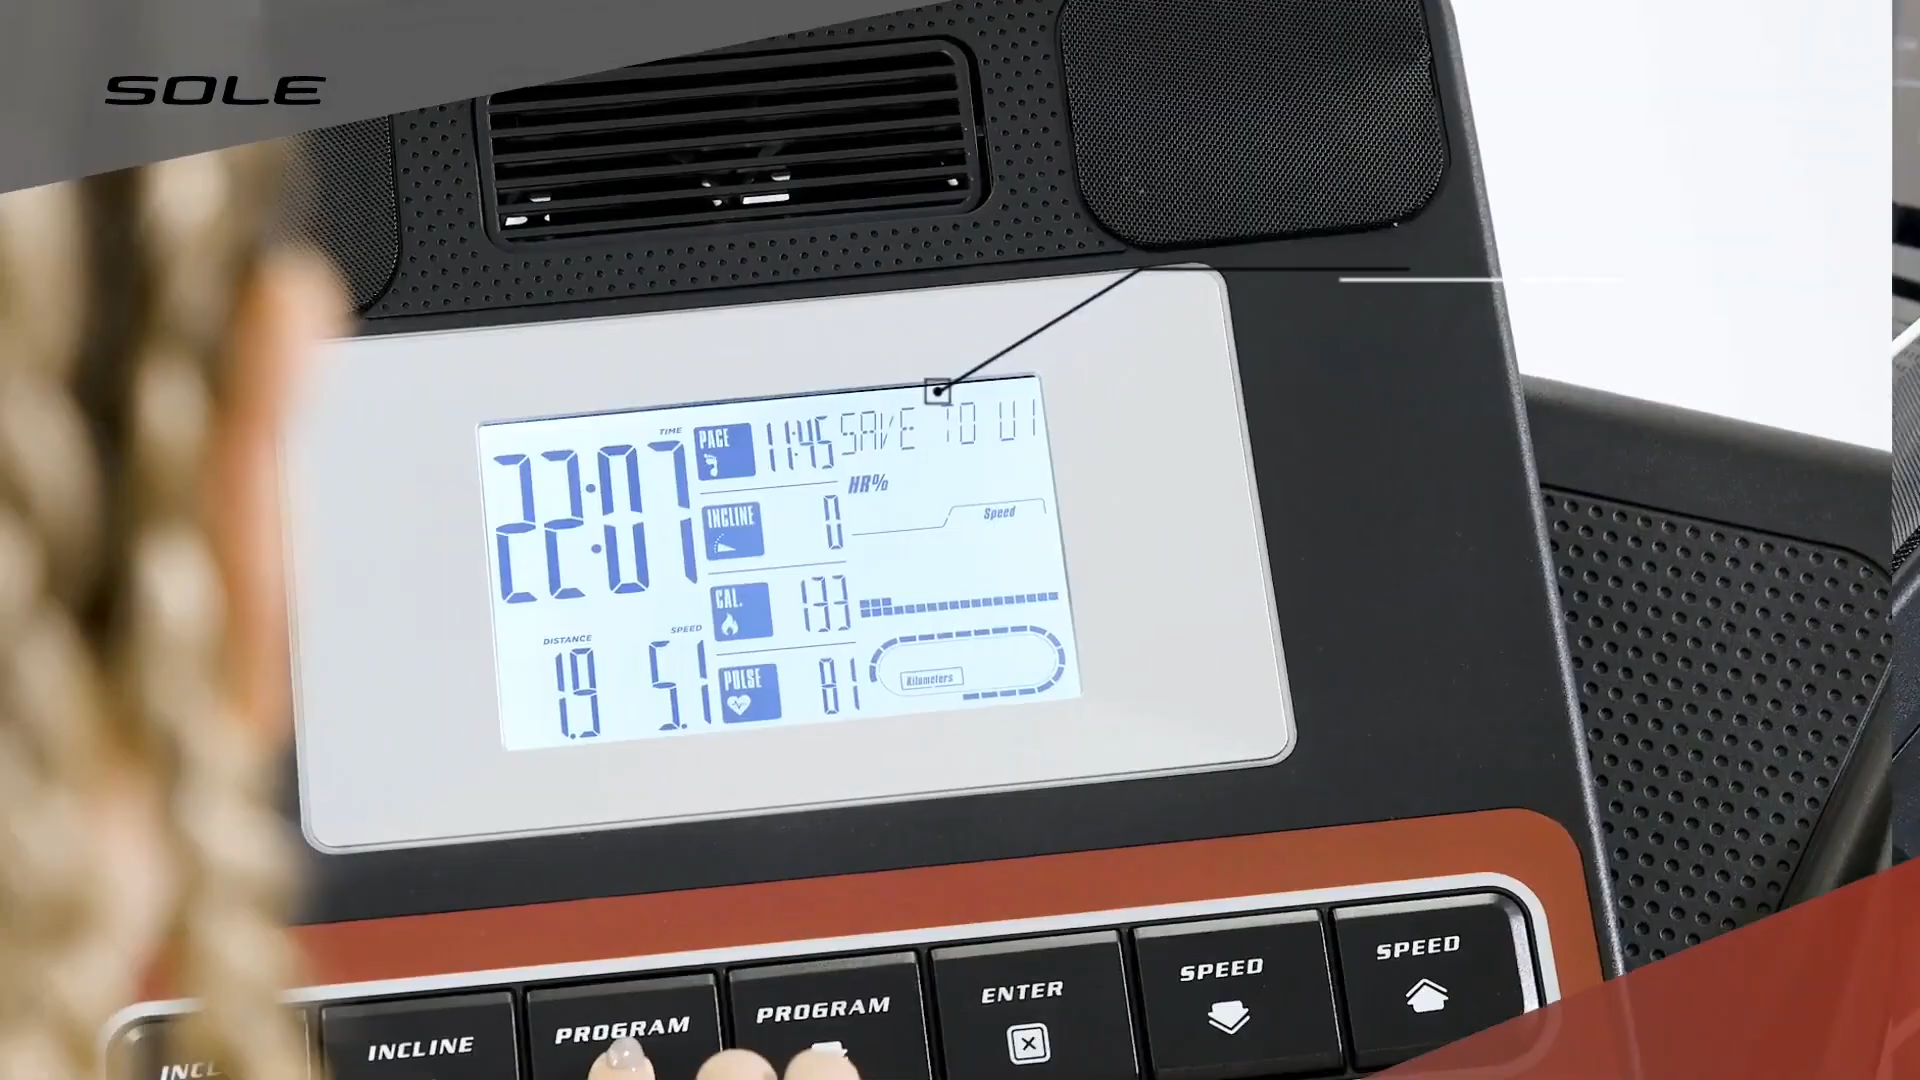 SOLE
TIME
22:07
PACE
11:45
SAVE TO U1
HR%
INCLINE
0
Speed
CAL.
133
DISTANCE
1.9
SPEED
5.1
PULSE
81
Kilometers
INCLINE
PROGRAM
PROGRAM
ENTER
SPEED
SPEED